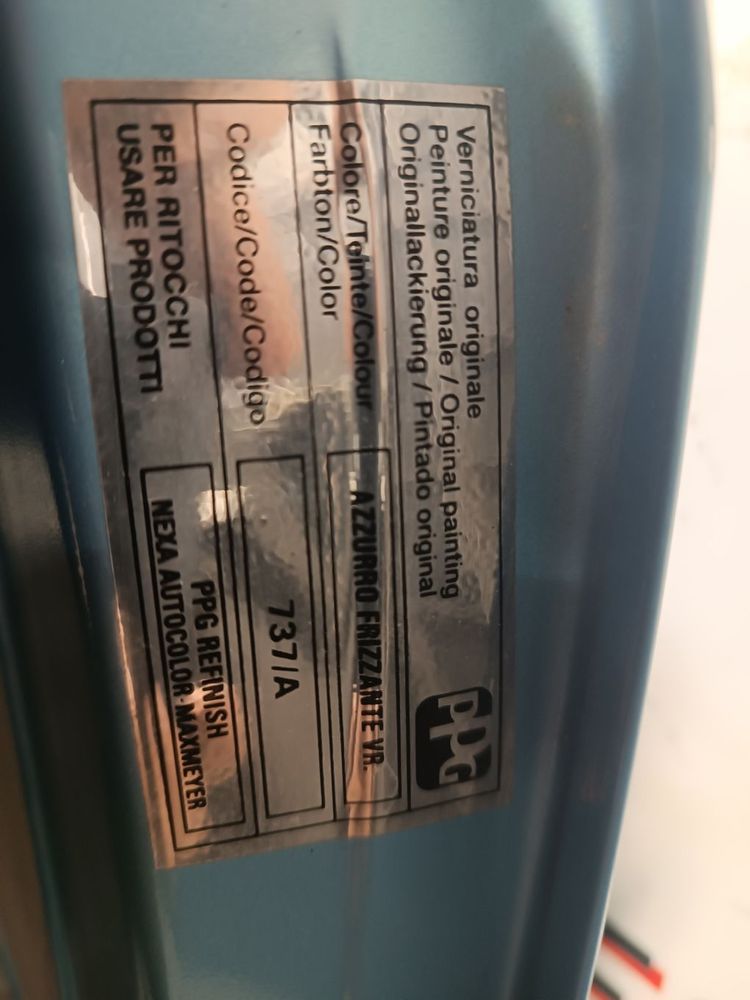 Verniciatura originale
Peinture originale / Original painting
Originallackierung / Pintado original
PPG
Colore/Teinte/Colour
Farbton/Color
AZZURRO FRIZZANTE VR.
Codice/Code/Codigo
737/A
PER RITOCCHI
USARE PRODOTTI
PPG REFINISH
NEXA AUTOCOLOR-MAXMEYER